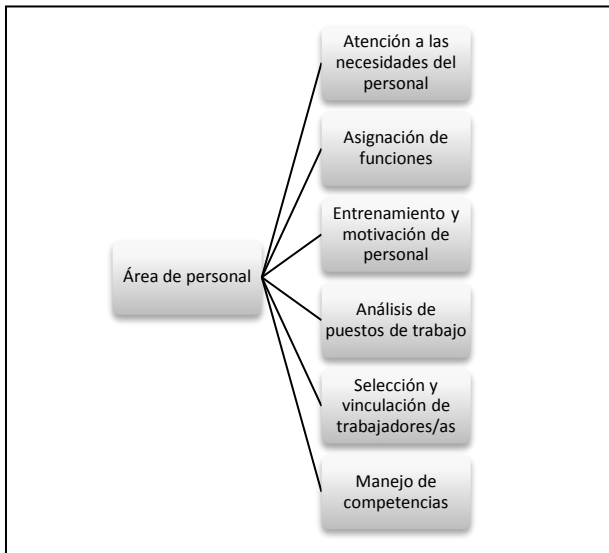 Atención a las
necesidades del
personal
Asignación de
funciones
Entrenamiento y
motivación de
personal
Área de personal
Análisis de
puestos de trabajo
Selección y
vinculación de
trabajadores/as
Manejo de
competencias